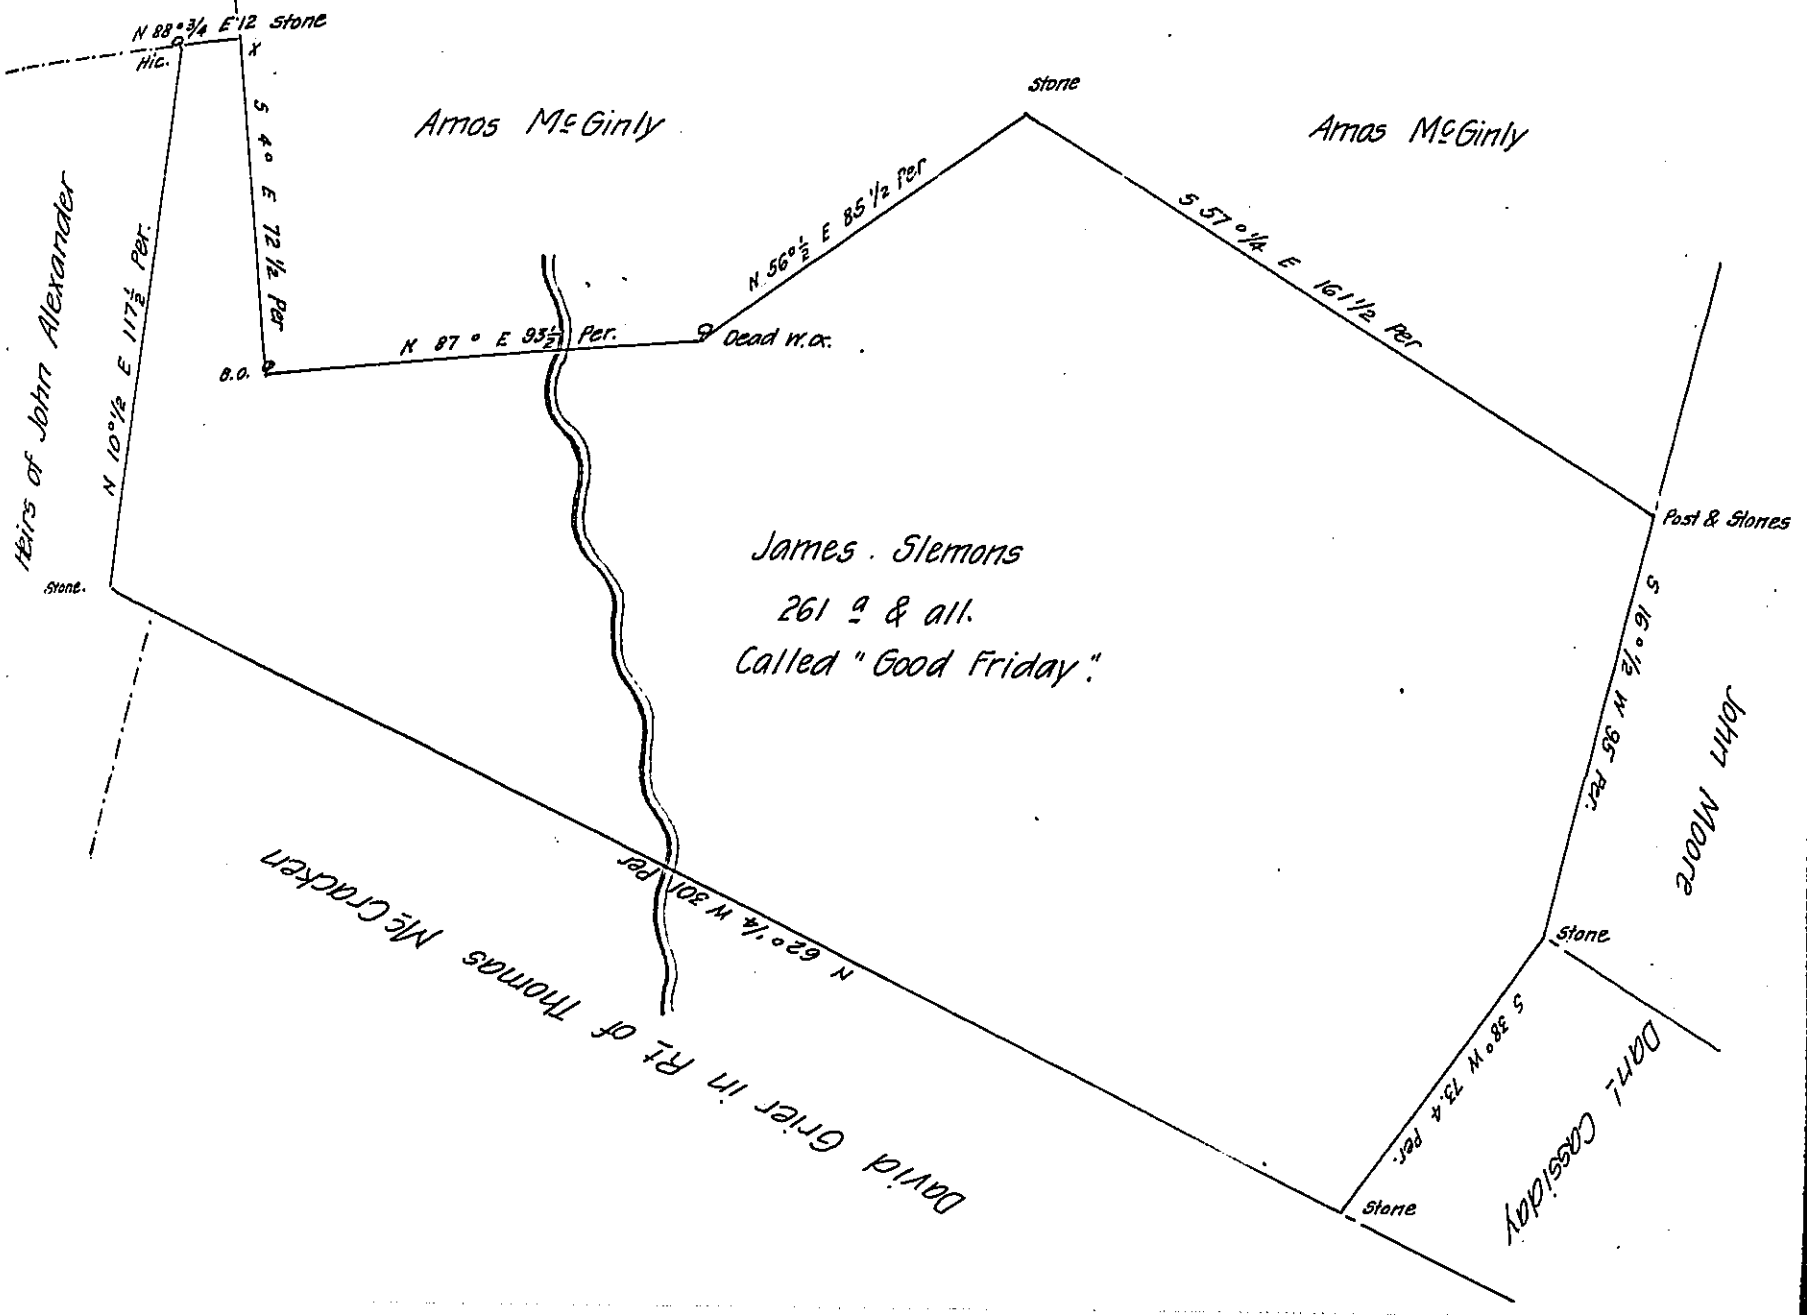 N 88°¾ E 12 Stone
Hic.
X
S 4° E 72 1/2 Per
Amos McGinly
Stone
Amos McGinly
Heirs of John Alexander
N 10°1/2 E 117½ Per.
N 56°½ E 85 1/2 Per
S 57°1/4 E 161 1/2 Per
N 87° E 93½ Per.
Dead w.o.
B.O.
Post & Stones
James . Slemons
261 a & all.
Called "Good Friday".
Stone.
S 16°1/2 W 95 Per.
John Moore
N 62°1/4 W 301 Per
David Grier in Rt of Thomas McCracken
Stone
S 38° W 73.4 Per.
Danl Cassiday
Stone